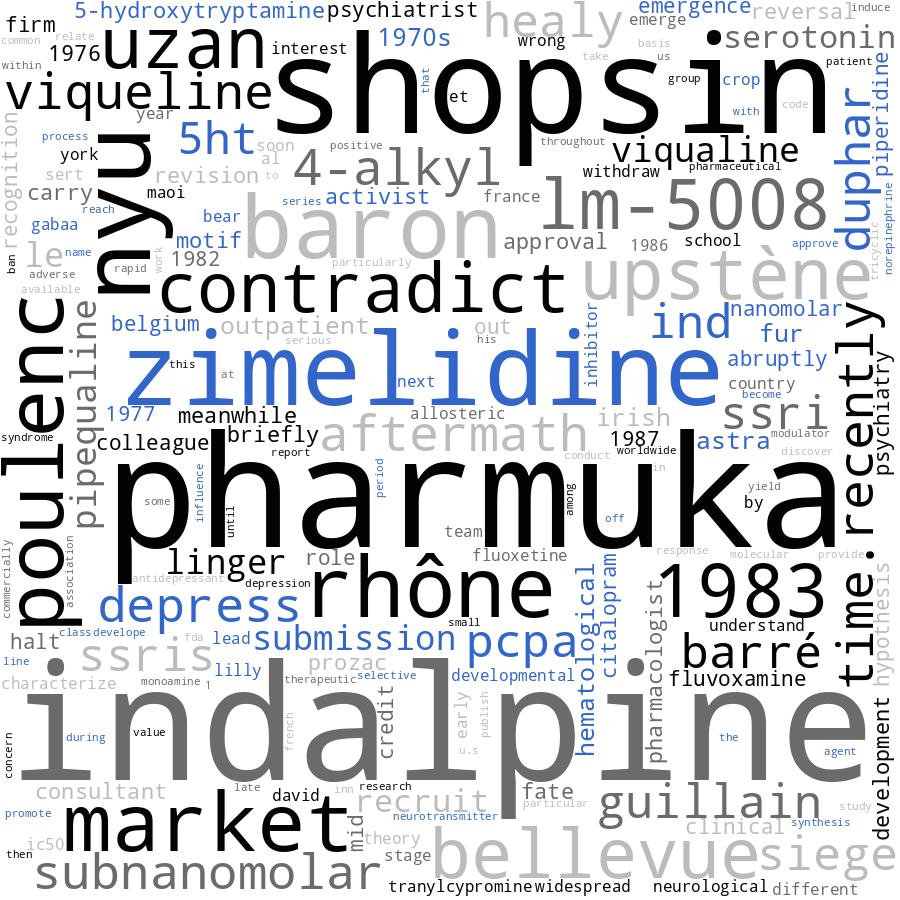 firm
5-hydroxytryptamine
psychiatrist
healy
emergence
reversal
induce
common
relate
1976
uzan
interest
1970s
wrong
emerge
serotonin
within
viqueline
shopsin
that
et
take
basis
us
group
crop
patient
code
with
year
nyu
5ht
soon
positive
throughout
viqualine
pharmaceutical
duphar
piperidine
process
york
al
4-alkyl
withdraw
lm-5008
recognition
sert
revision
to
carry
maoi
series
activist
france
norepinephrine
reach
gabaa
bear
baron
name
motif
approval
1986
school
approve
tricyclic
ban
le
1982
work
particularly
adverse
rapid
available
contradict
upstène
poulenc
pipequaline
belgium
outpatient
serious
out
his
inhibitor
ind
nanomolar
fur
zimelidine
this
at
next
abruptly
country
become
time.recently
psychiatry
1977
meanwhile
allosteric
irish
ssri
modulator
syndrome
colleague
briefly
aftermath
1987
astra
report
conduct
worldwide
in
discover
pharmuka
influence
some
until
period
among
yield
by
off
team
commercially
association
linger
role
fluoxetine
response
molecular
provide
antidepressant
depression
rhône
hematological
citalopram
pharmacologist
1983
hypothesis
depress
small
understand
halt
class
develope
fda
lead
submission
pcpa
barré
line
ssris
lilly
prozac
developmental
fluvoxamine
characterize
monoamine
1
therapeutic
selective
indalpine
concern
during
value
french
credit
early
publish
u.s
the
agent
development
consultant
late
david
inn
research
recruit
fate
particular
guillain
study
promote
market
mid
neurotransmitter
clinical
synthesis
then
ic50
theory
stage
bellevue
siege
subnanomolar
tranylcypromine
widespread
neurological
different